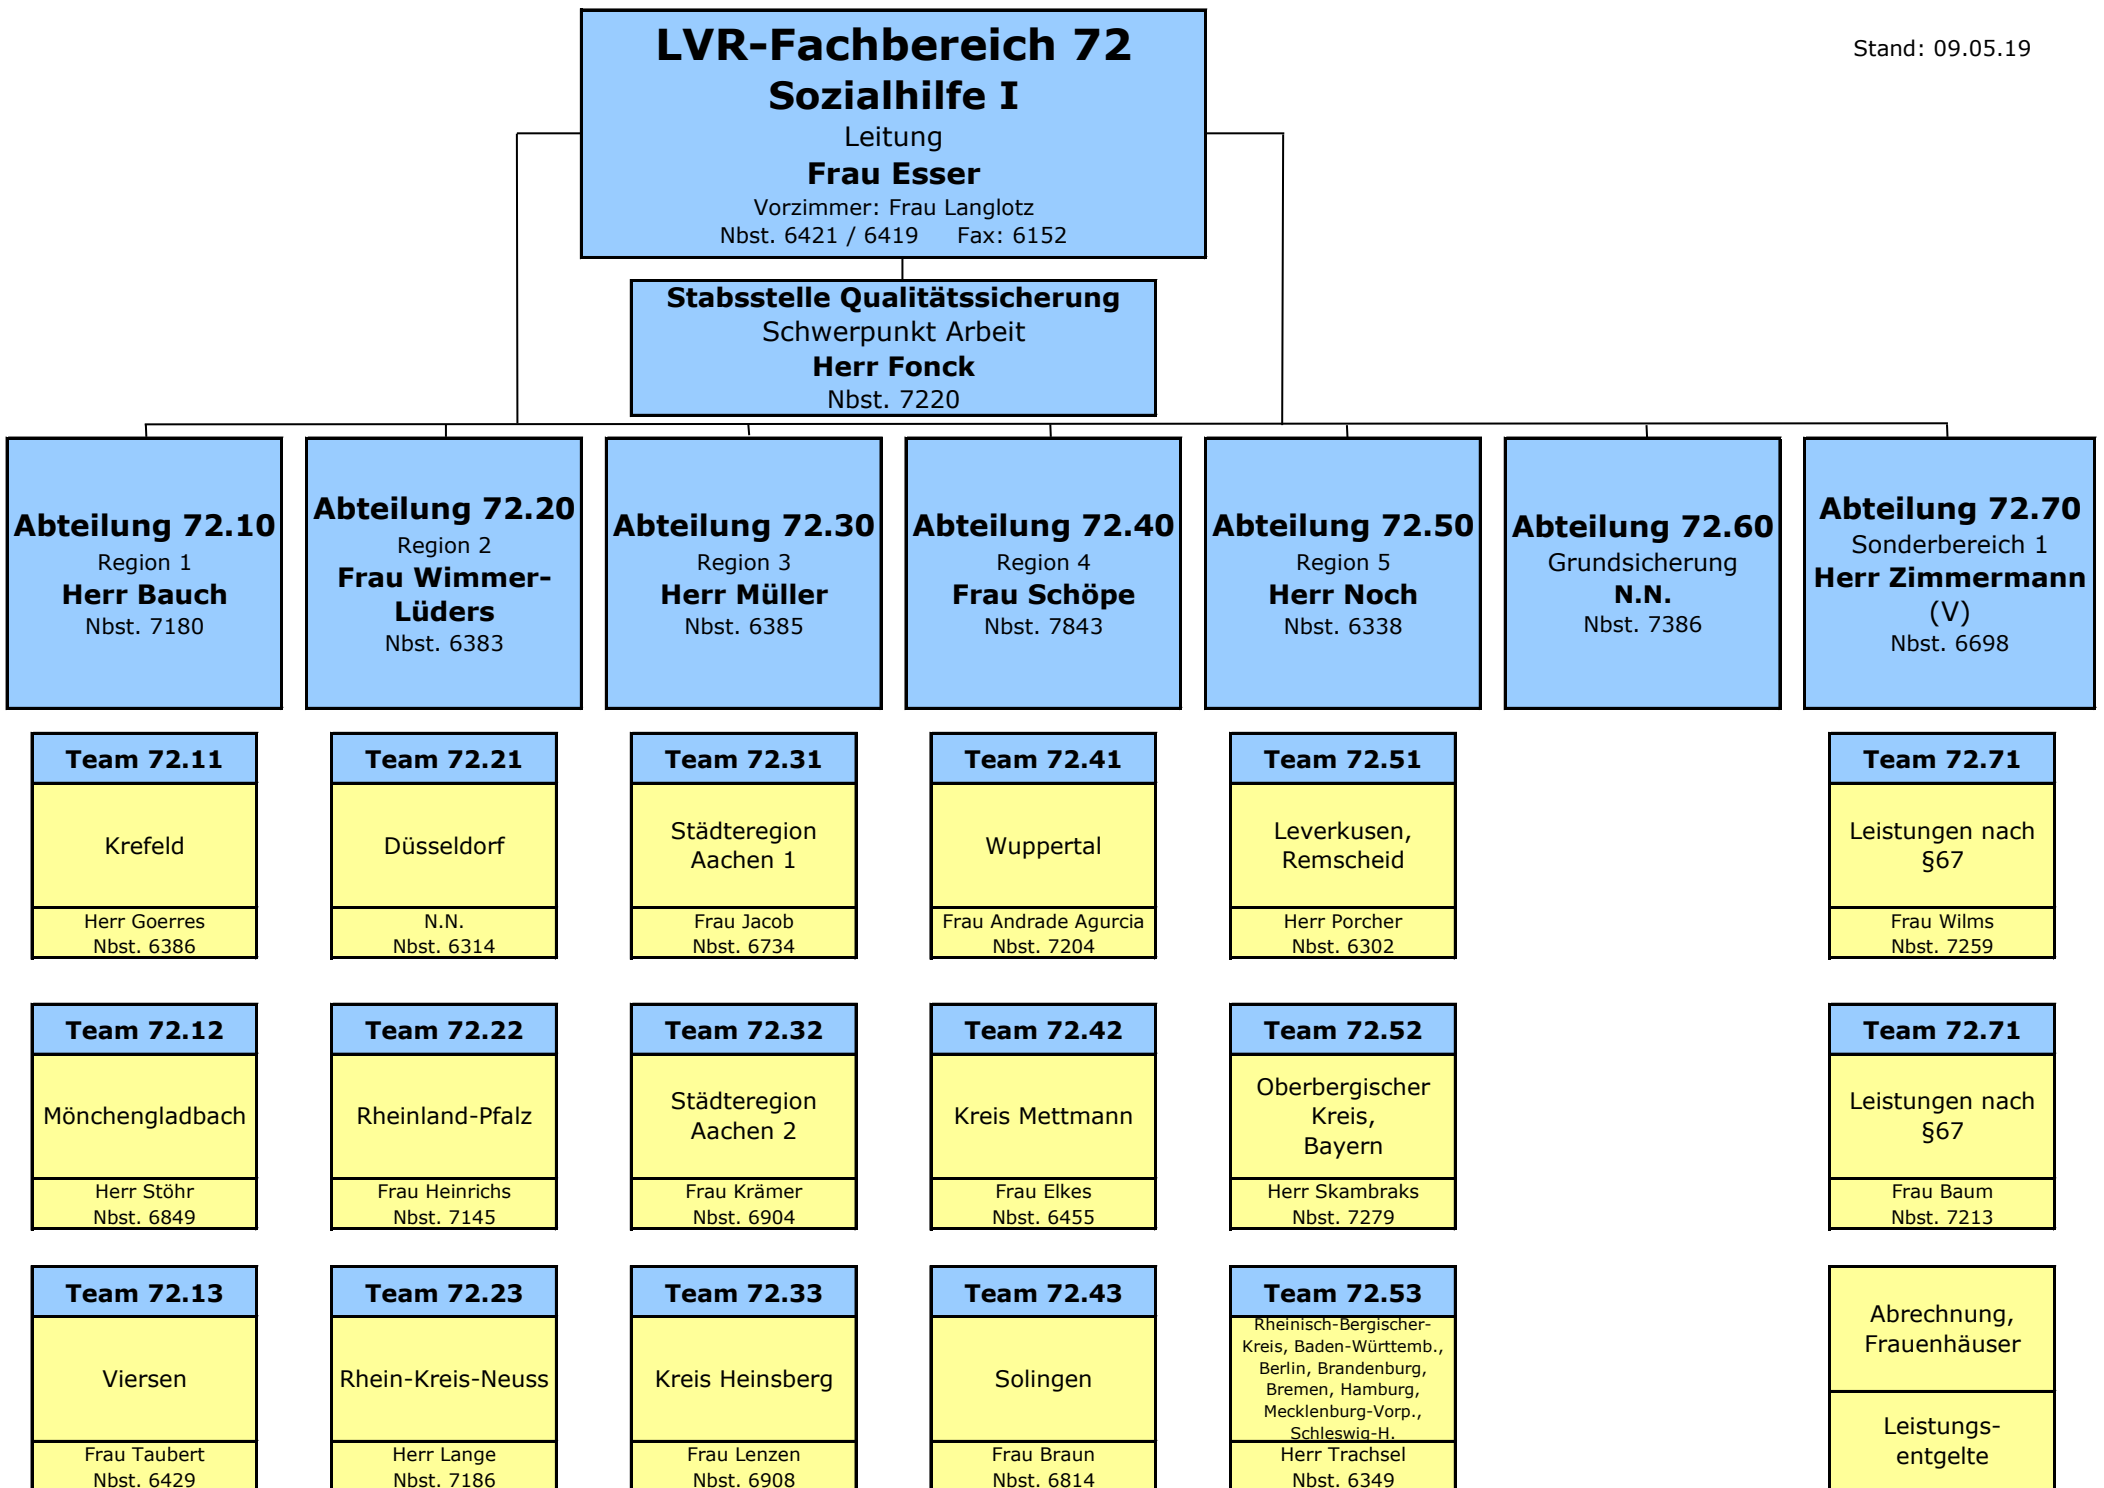 LVR-Fachbereich 72
Sozialhilfe I
Leitung
Frau Esser
Vorzimmer: Frau Langlotz
Nbst. 6421 / 6419 Fax: 6152
Stand: 09.05.19
Stabsstelle Qualitätssicherung
Schwerpunkt Arbeit
Herr Fonck
Nbst. 7220
Abteilung 72.10
Region 1
Herr Bauch
Nbst. 7180
Abteilung 72.20
Region 2
Frau Wimmer-
Lüders
Nbst. 6383
Abteilung 72.30
Region 3
Herr Müller
Nbst. 6385
Abteilung 72.40
Region 4
Frau Schöpe
Nbst. 7843
Abteilung 72.50
Region 5
Herr Noch
Nbst. 6338
Abteilung 72.60
Grundsicherung
N.N.
Nbst. 7386
Abteilung 72.70
Sonderbereich 1
Herr Zimmermann
(V)
Nbst. 6698
Team 72.11
Krefeld
Herr Goerres
Nbst. 6386
Team 72.21
Düsseldorf
N.N.
Nbst. 6314
Team 72.31
Städteregion
Aachen 1
Frau Jacob
Nbst. 6734
Team 72.41
Wuppertal
Frau Andrade Agurcia
Nbst. 7204
Team 72.51
Leverkusen,
Remscheid
Herr Porcher
Nbst. 6302
Team 72.71
Leistungen nach
§67
Frau Wilms
Nbst. 7259
Team 72.12
Mönchengladbach
Herr Stöhr
Nbst. 6849
Team 72.22
Rheinland-Pfalz
Frau Heinrichs
Nbst. 7145
Team 72.32
Städteregion
Aachen 2
Frau Krämer
Nbst. 6904
Team 72.42
Kreis Mettmann
Frau Elkes
Nbst. 6455
Team 72.52
Oberbergischer
Kreis,
Bayern
Herr Skambraks
Nbst. 7279
Team 72.71
Leistungen nach
§67
Frau Baum
Nbst. 7213
Team 72.13
Viersen
Frau Taubert
Nbst. 6429
Team 72.23
Rhein-Kreis-Neuss
Herr Lange
Nbst. 7186
Team 72.33
Kreis Heinsberg
Frau Lenzen
Nbst. 6908
Team 72.43
Solingen
Frau Braun
Nbst. 6814
Team 72.53
Rheinisch-Bergischer-
Kreis, Baden-Württemb.,
Berlin, Brandenburg,
Bremen, Hamburg,
Mecklenburg-Vorp.,
Schleswig-H.
Herr Trachsel
Nbst. 6349
Abrechnung,
Frauenhäuser
Leistungs-
entgelte